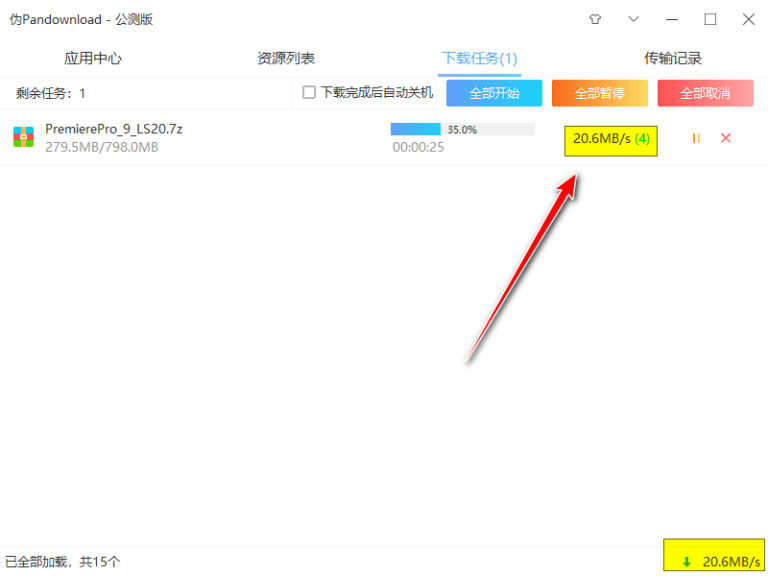 伪Pandownload - 公测版
应用中心 资源列表 下载任务(1) 传输记录
剩余任务：1 下载完成后自动关机 全部开始 全部暂停 全部取消
PremierePro_9_LS20.7z 35.0% 20.6MB/s (4)
279.5MB/798.0MB 00:00:25
已全部加载，共15个 20.6MB/s